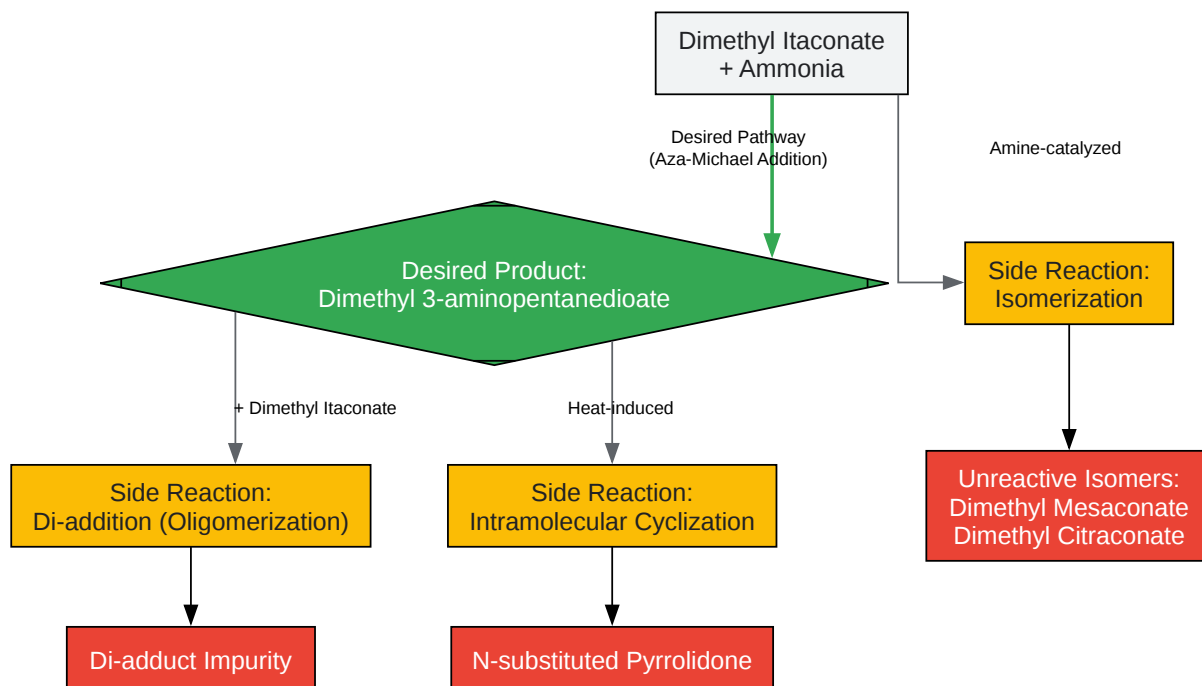 Dimethyl Itaconate
+ Ammonia
Desired Pathway
(Aza-Michael Addition)
Amine-catalyzed
Desired Product:
Dimethyl 3-aminopentanedioate
Side Reaction:
Isomerization
+ Dimethyl Itaconate
Heat-induced
Side Reaction:
Di-addition (Oligomerization)
Side Reaction:
Intramolecular Cyclization
Unreactive Isomers:
Dimethyl Mesaconate
Dimethyl Citraconate
Di-adduct Impurity
N-substituted Pyrrolidone